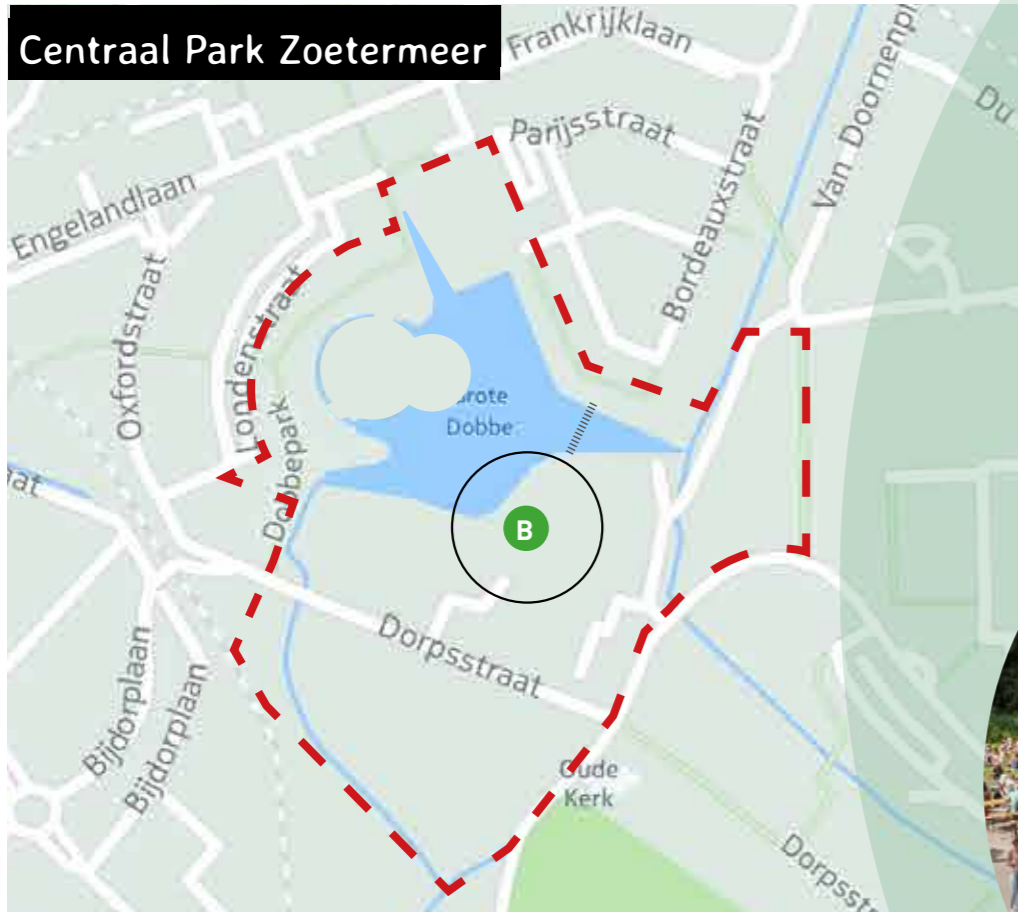 Centraal Park Zoetermeer
Frankrijklaan
Van Doornenpl
Du
Parijsstraat
Engelandlaan
Bordeauxstraat
Oxfordstraat
Londenstraat
Dobbe
Dobbepark
B
Dorpsstraat
Bijdorplaan
Bijdorplaan
Oude
Kerk
Dorpsstr